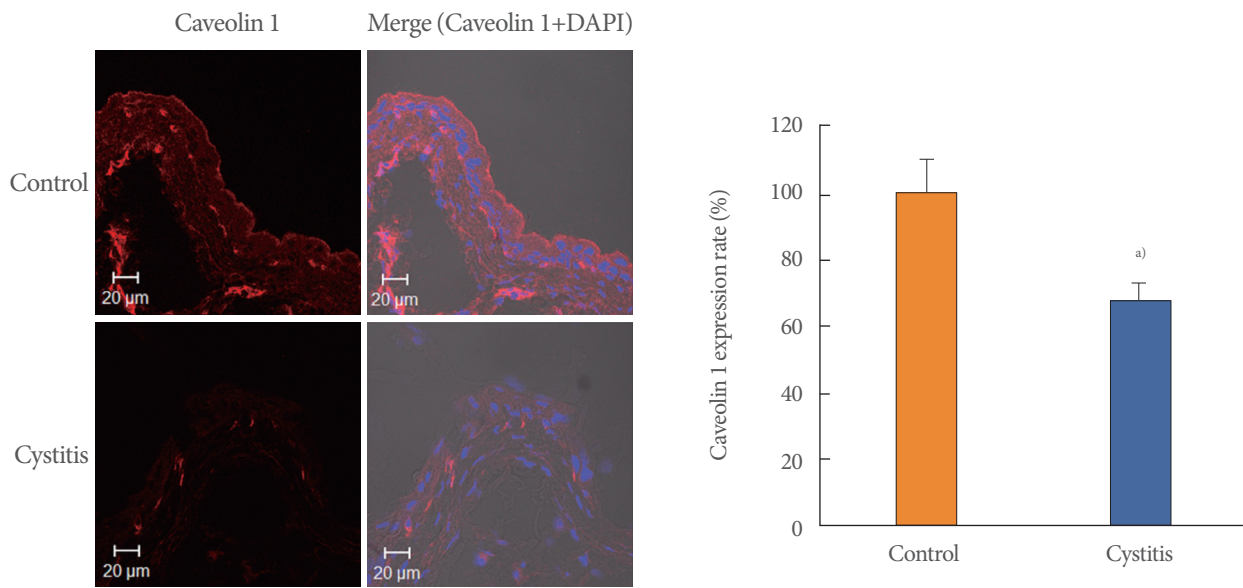 Caveolin 1
Merge (Caveolin 1+DAPI)
Control
20 µm
20 µm
Cystitis
20 µm
20 µm
Caveolin 1 expression rate (%)
120
100
80
60
40
20
0
a)
Control
Cystitis